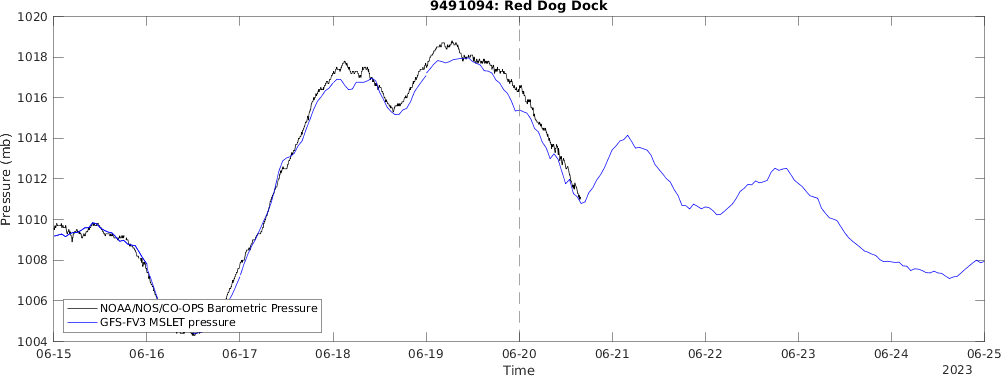 9491094: Red Dog Dock
1020
1018
1016
1014
1012
1010
1008
1006
1004
Pressure (mb)
NOAA/NOS/CO-OPS Barometric Pressure
GFS-FV3 MSLET pressure
06-15 06-16 06-17 06-18 06-19 06-20 06-21 06-22 06-23 06-24 06-25
Time
2023